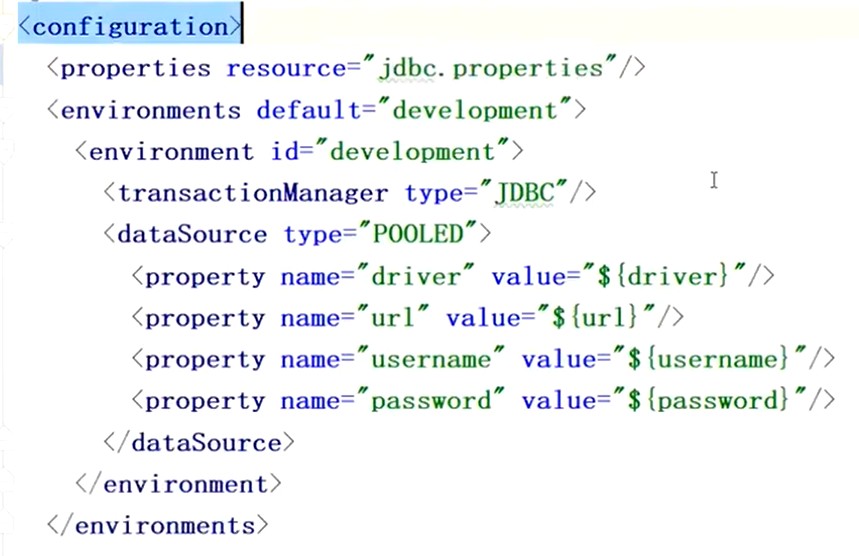 <configuration>
<properties resource="jdbc.properties"/>
<environments default="development">
<environment id="development">
<transactionManager type="JDBC"/>
<dataSource type="POOLED">
<property name="driver" value="${driver}"/>
<property name="url" value="${url}"/>
<property name="username" value="${username}"/>
<property name="password" value="${password}"/>
</dataSource>
</environment>
</environments>